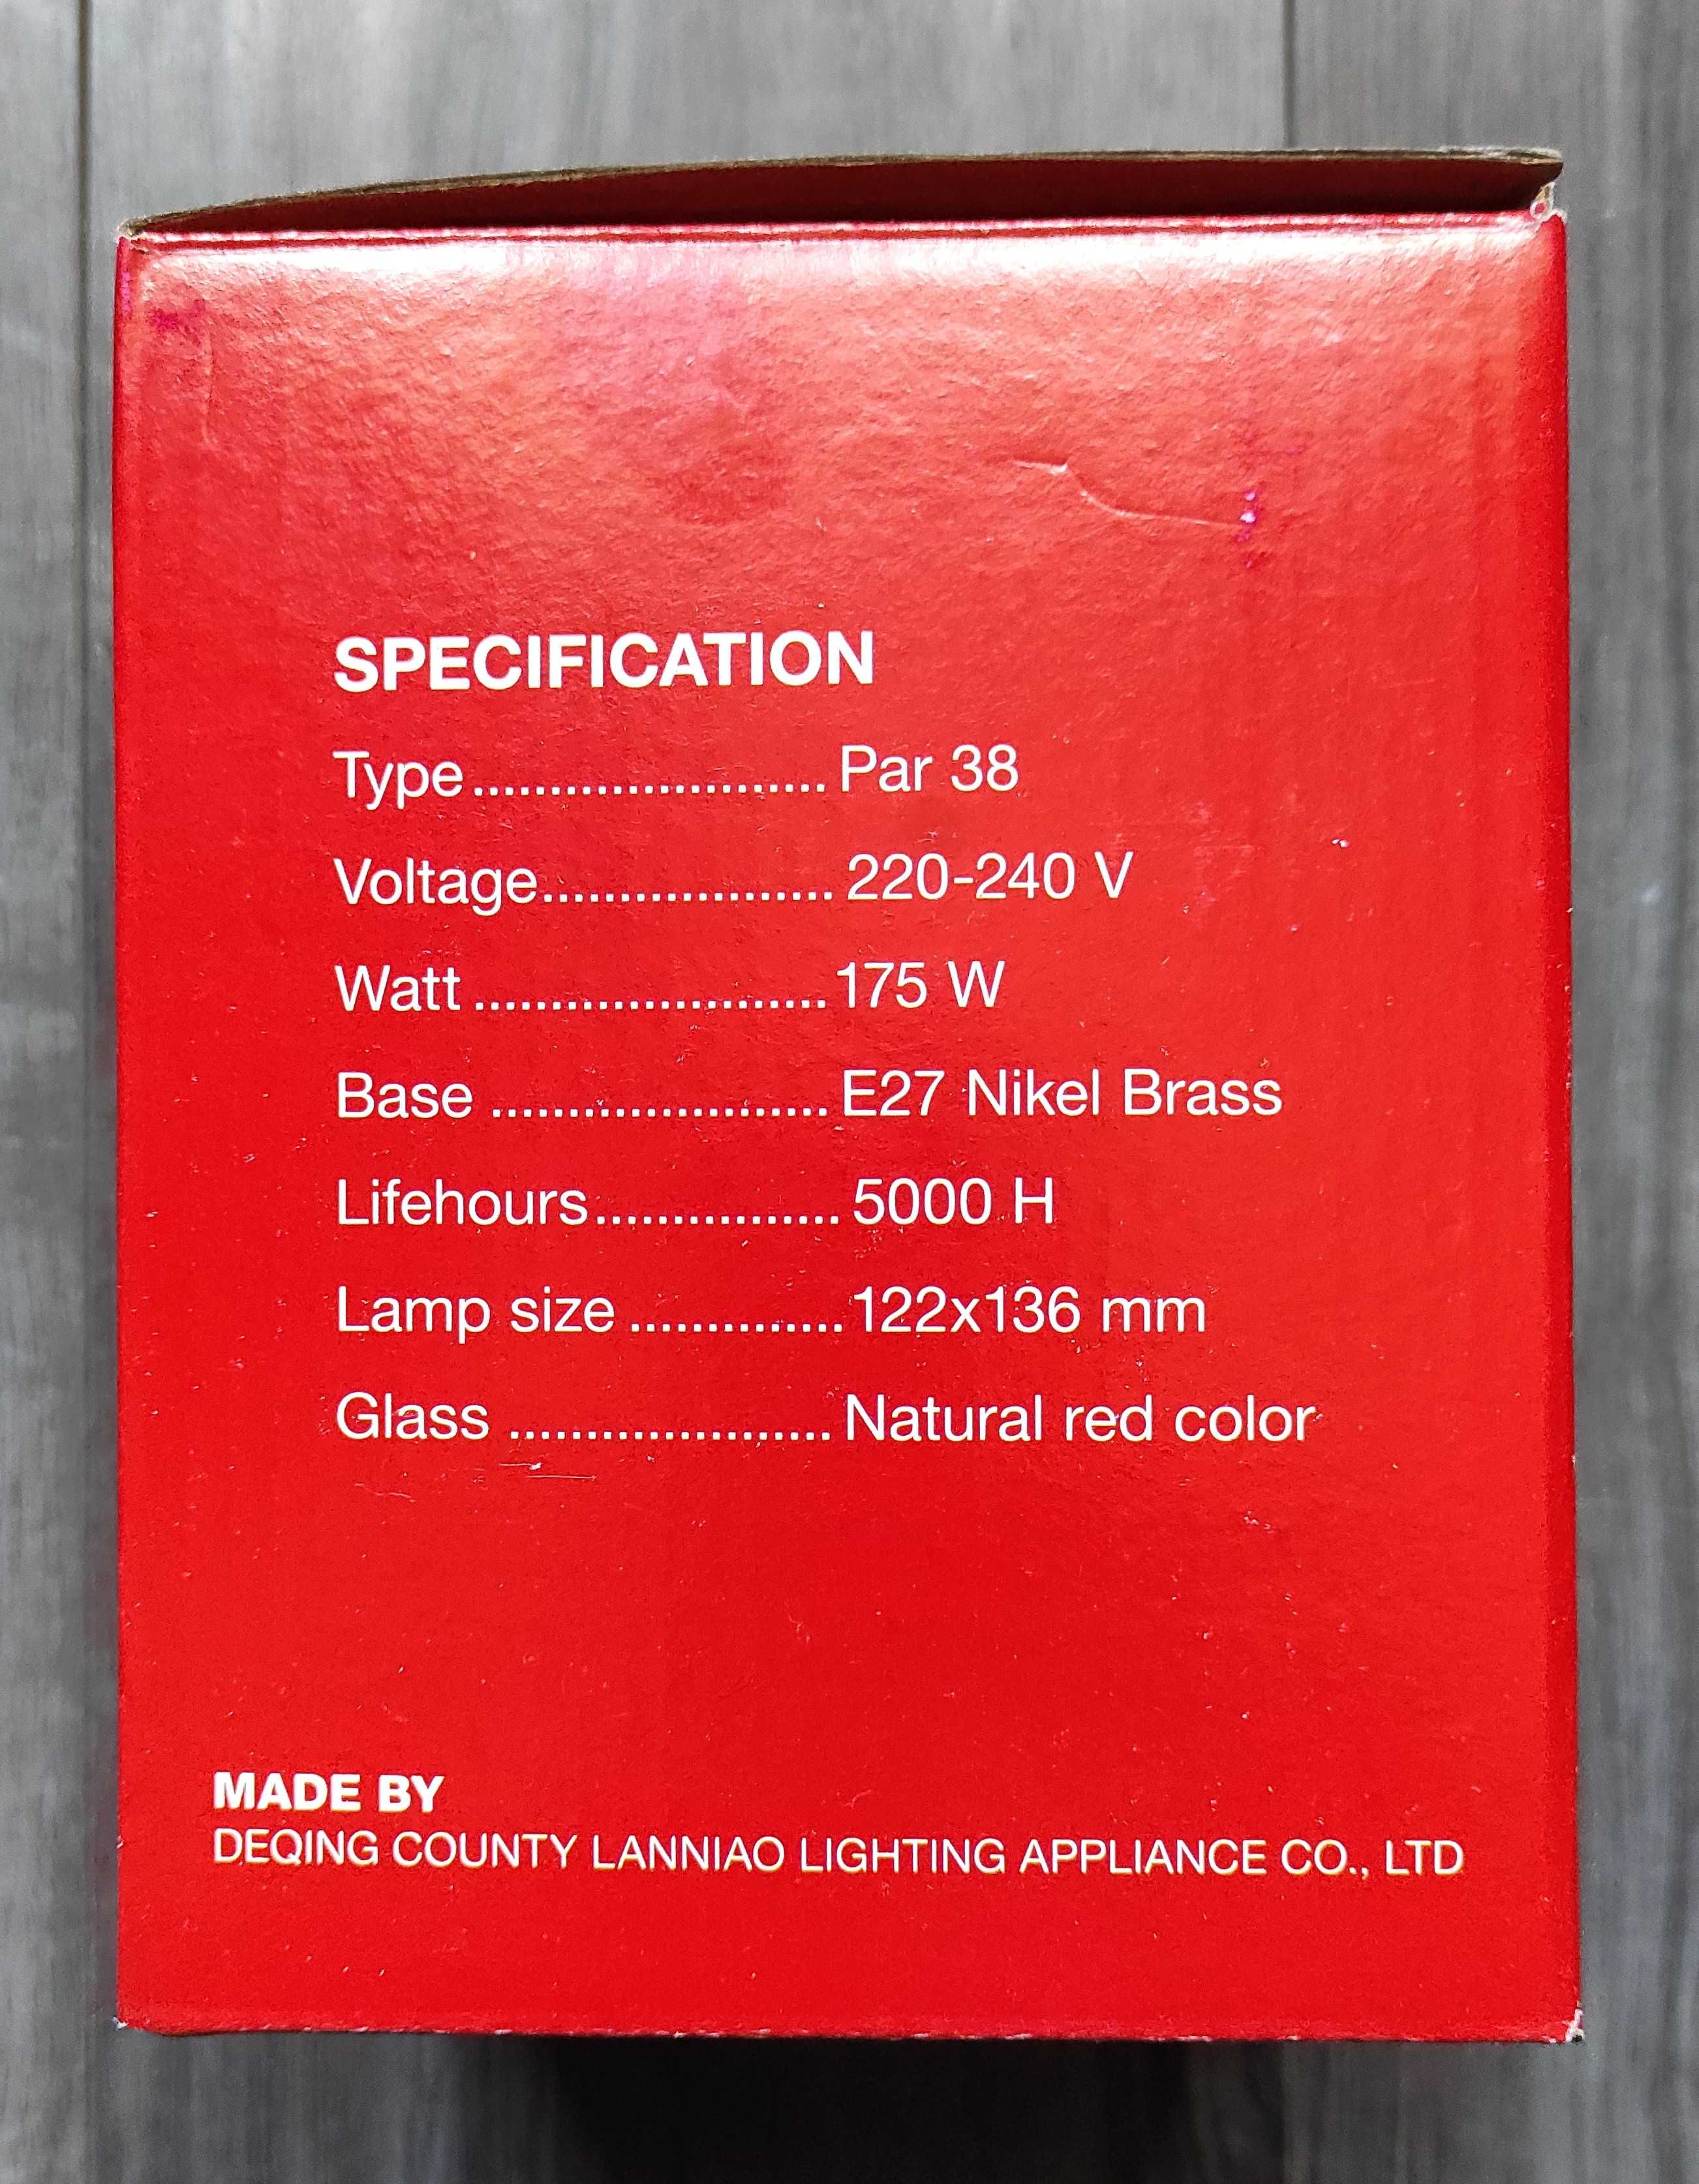 SPECIFICATION
Type ....................... Par 38
Voltage................... 220-240 V
Watt ....................... 175 W
Base ...................... E27 Nikel Brass
Lifehours................ 5000 H
Lamp size .............. 122x136 mm
Glass ..................... Natural red color
MADE BY
DEQING COUNTY LANNIAO LIGHTING APPLIANCE CO., LTD